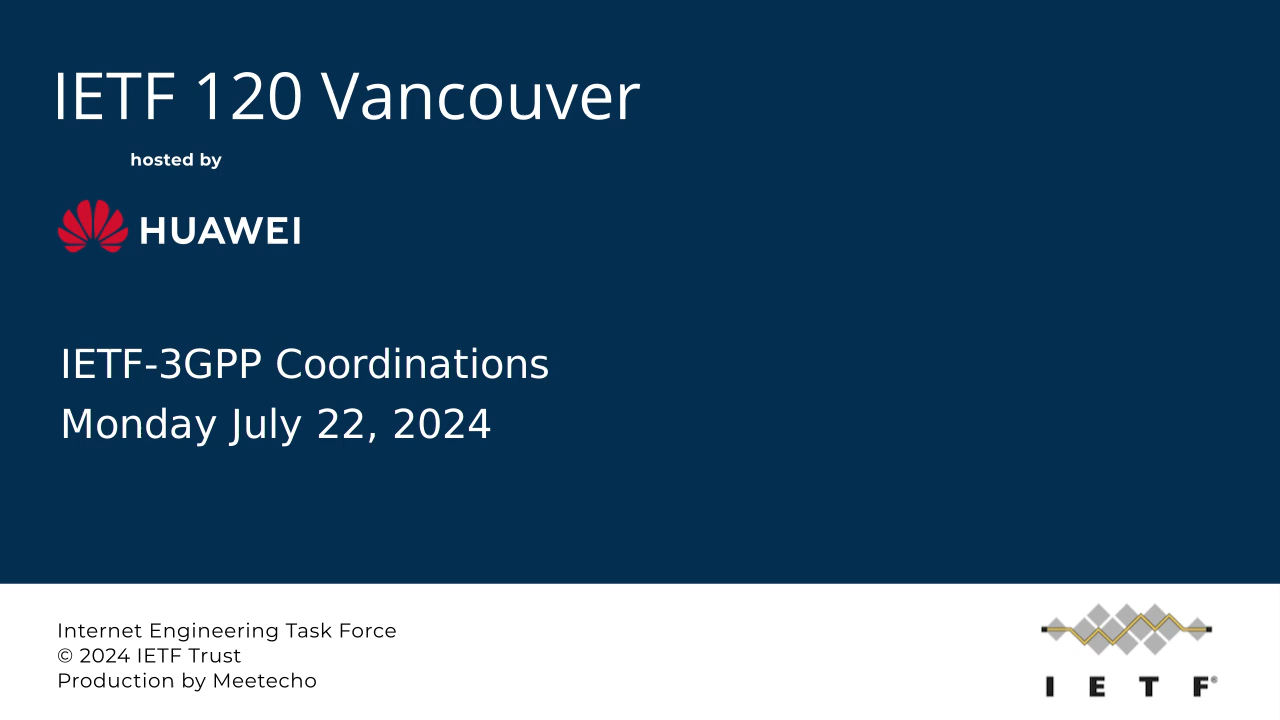 IETF 120 Vancouver
hosted by
HUAWEI
IETF-3GPP Coordinations
Monday July 22, 2024
Internet Engineering Task Force
© 2024 IETF Trust
Production by Meetecho
I E T F®